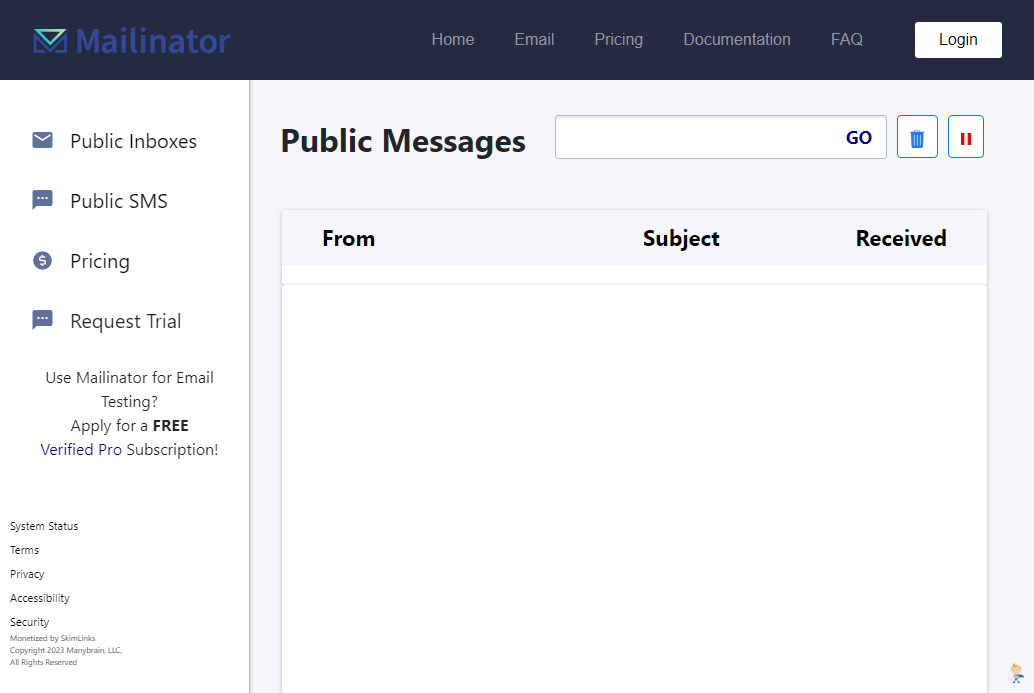 Mailinator
Home Email Pricing Documentation FAQ Login
Public Inboxes
Public SMS
Pricing
Request Trial
Use Mailinator for Email
Testing?
Apply for a FREE
Verified Pro Subscription!
System Status
Terms
Privacy
Accessibility
Security
Monetized by SkimLinks
Copyright 2023 Manybrain, LLC,
All Rights Reserved
Public Messages GO
From Subject Received